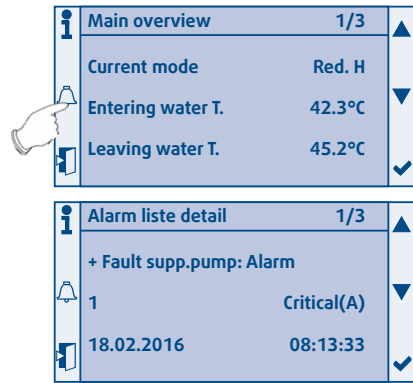 Main overview 1/3
Current mode Red. H
Entering water T. 42.3°C
Leaving water T. 45.2°C
Alarm liste detail 1/3
+ Fault supp.pump: Alarm
1 Critical(A)
18.02.2016 08:13:33